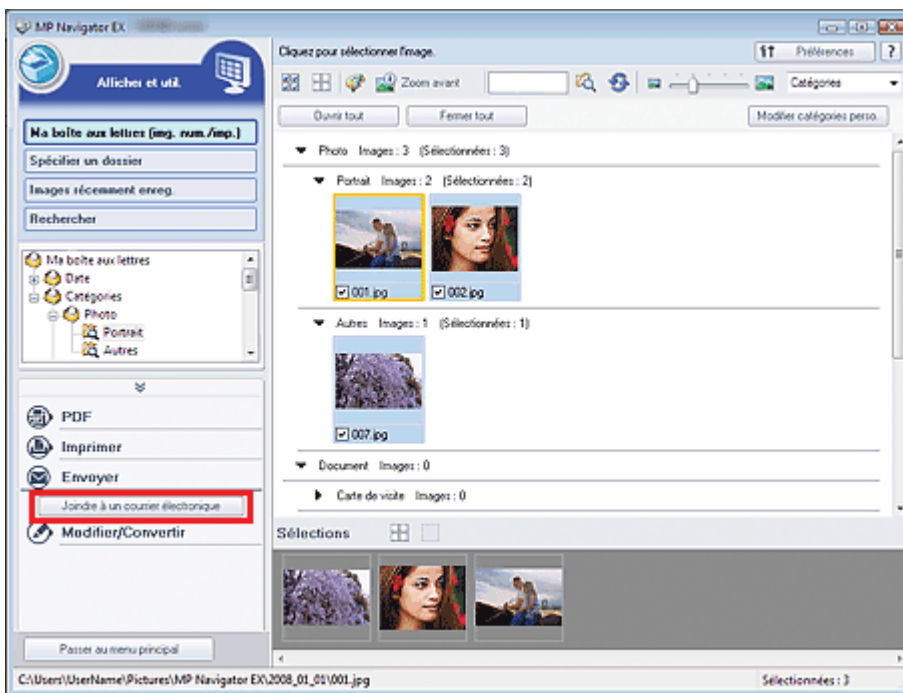 MP Navigator EX
Afficher et util.
Ma boîte aux lettres (img. num./imp.)
Spécifier un dossier
Images récemment enreg.
Rechercher
Ma boîte aux lettres
Date
Catégories
Photo
Portrait
Autres
PDF
Imprimer
Envoyer
Joindre à un courrier électronique
Modifier/Convertir
Passer au menu principal
Cliquez pour sélectionner l'image.
Préférences
?
Zoom avant
Catégories
Ouvrir tout
Fermer tout
Modifier catégories perso.
Photo Images : 3 (Sélectionnées : 3)
Portrait Images : 2 (Sélectionnées : 2)
001.jpg
002.jpg
Autres Images : 1 (Sélectionnées : 1)
007.jpg
Document Images : 0
Carte de visite Images : 0
Sélections
C:\Users\UserName\Pictures\MP Navigator EX\2008_01_01\001.jpg
Sélectionnées : 3